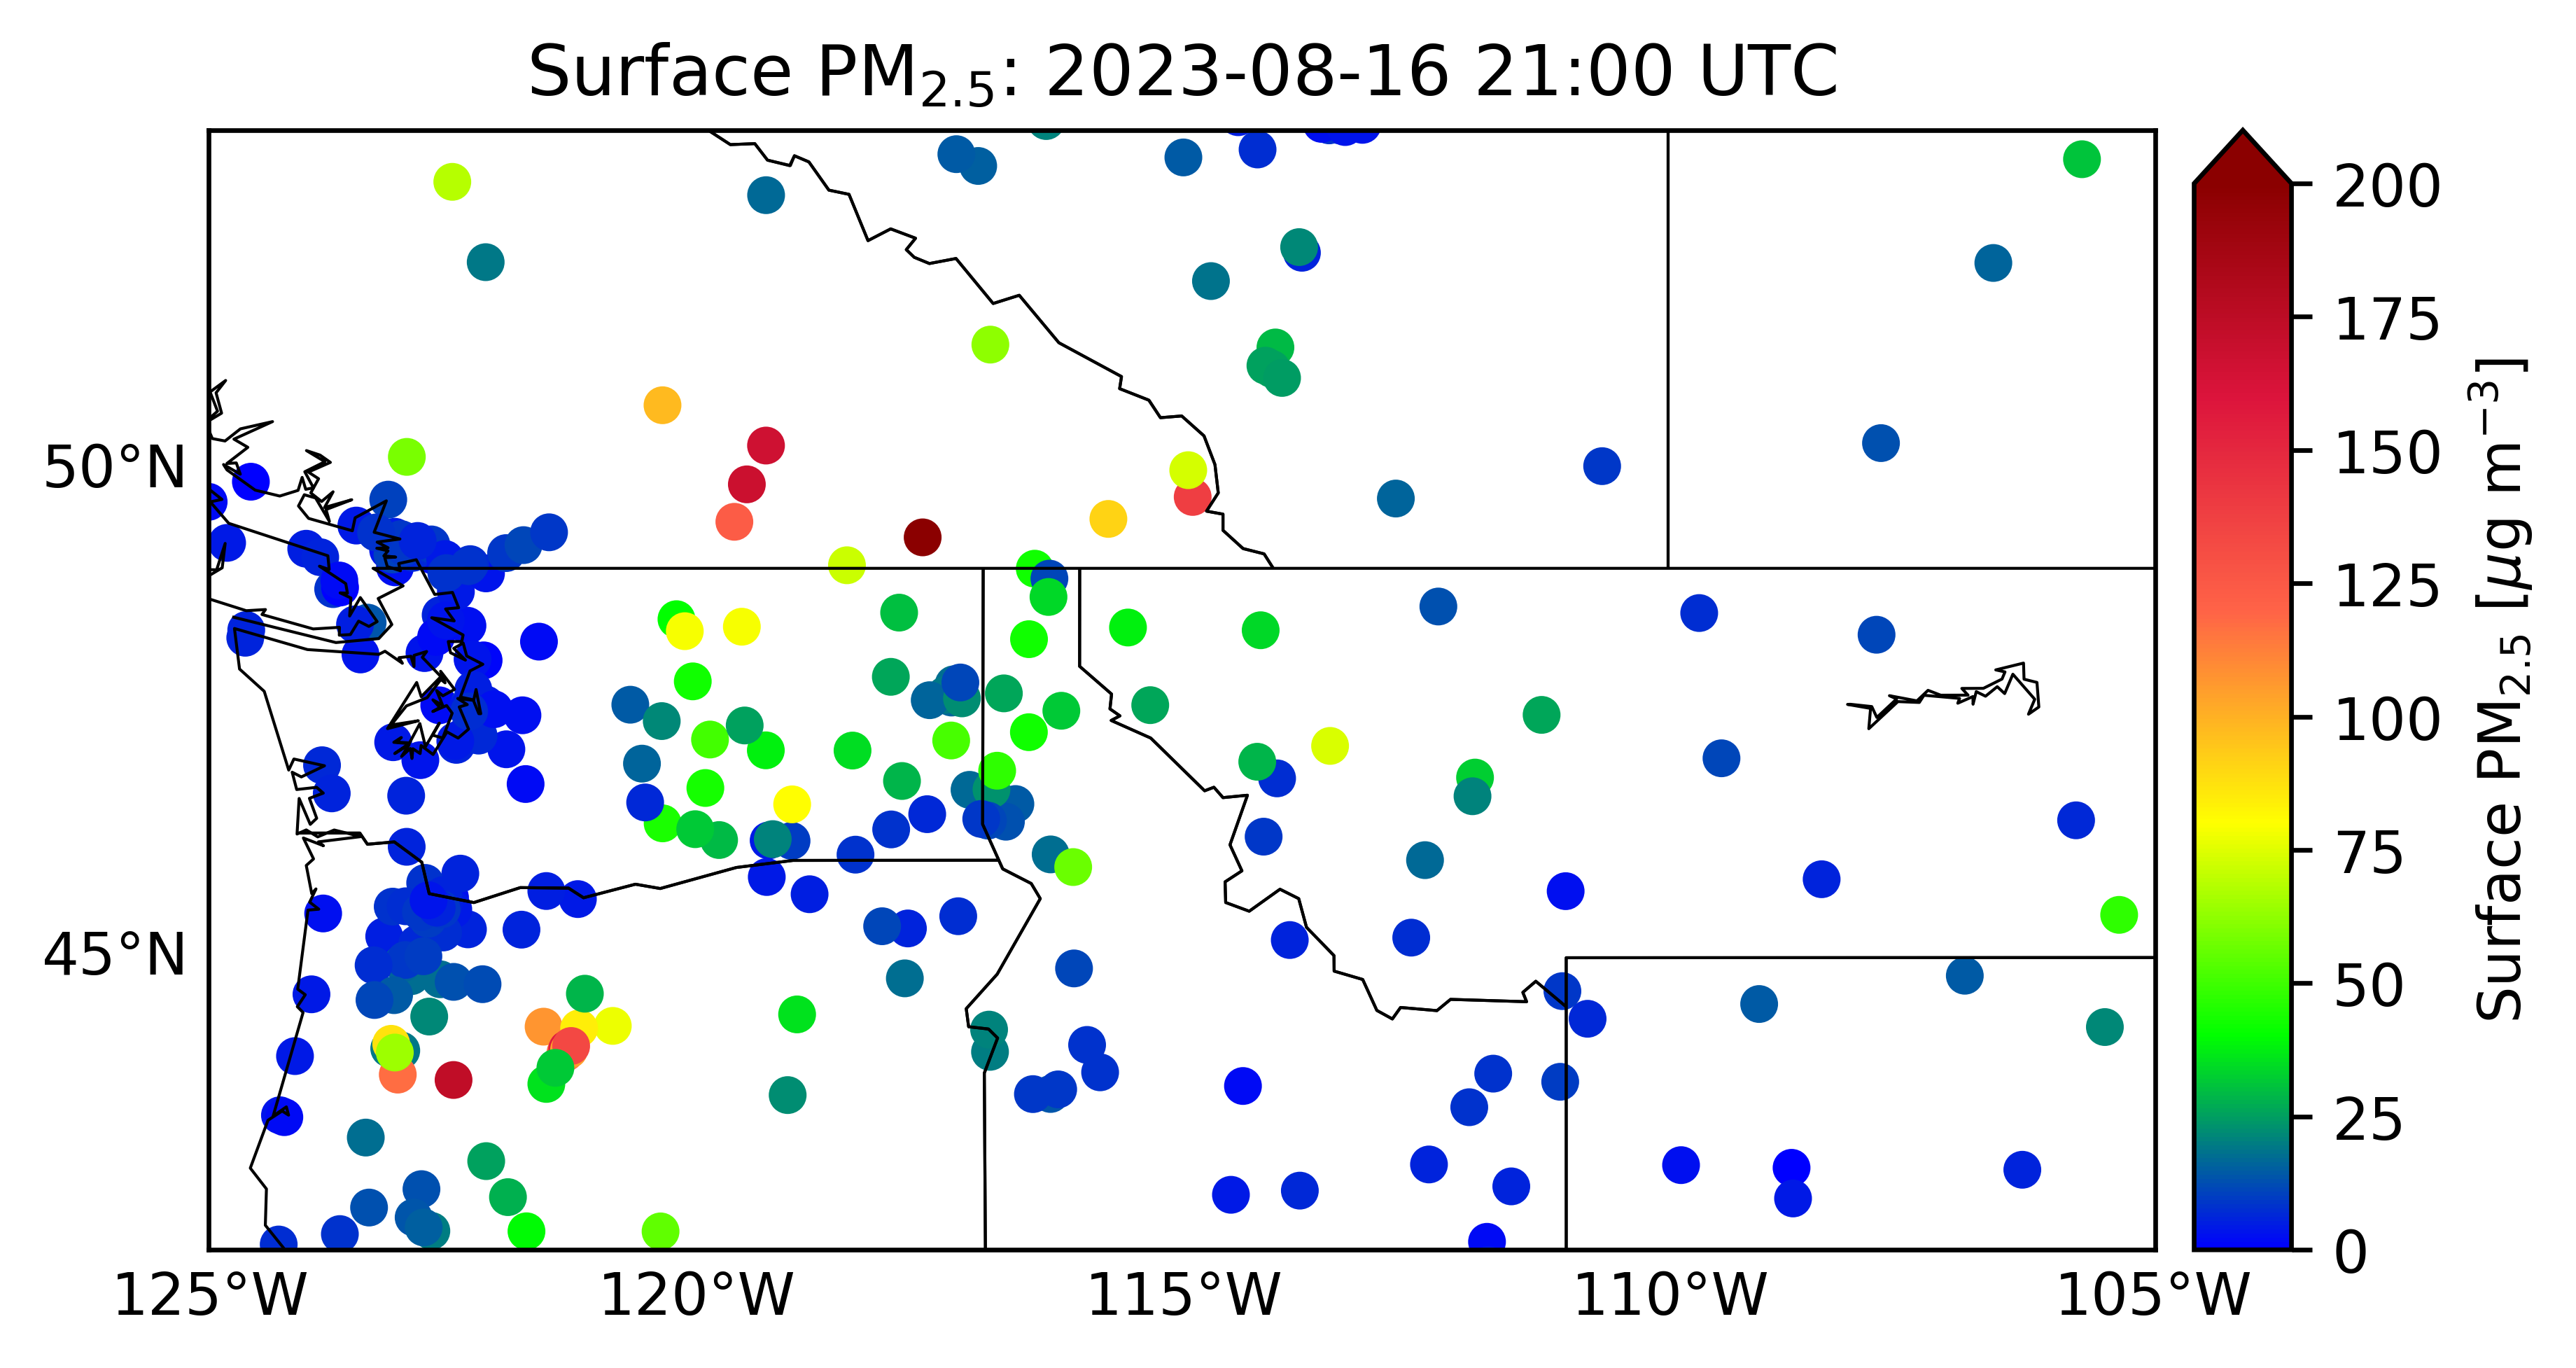 Surface PM₂.₅: 2023-08-16 21:00 UTC
50°N
45°N
125°W
120°W
115°W
110°W
105°W
200
175
150
125
100
75
50
25
0
Surface PM₂.₅ [μg m⁻³]